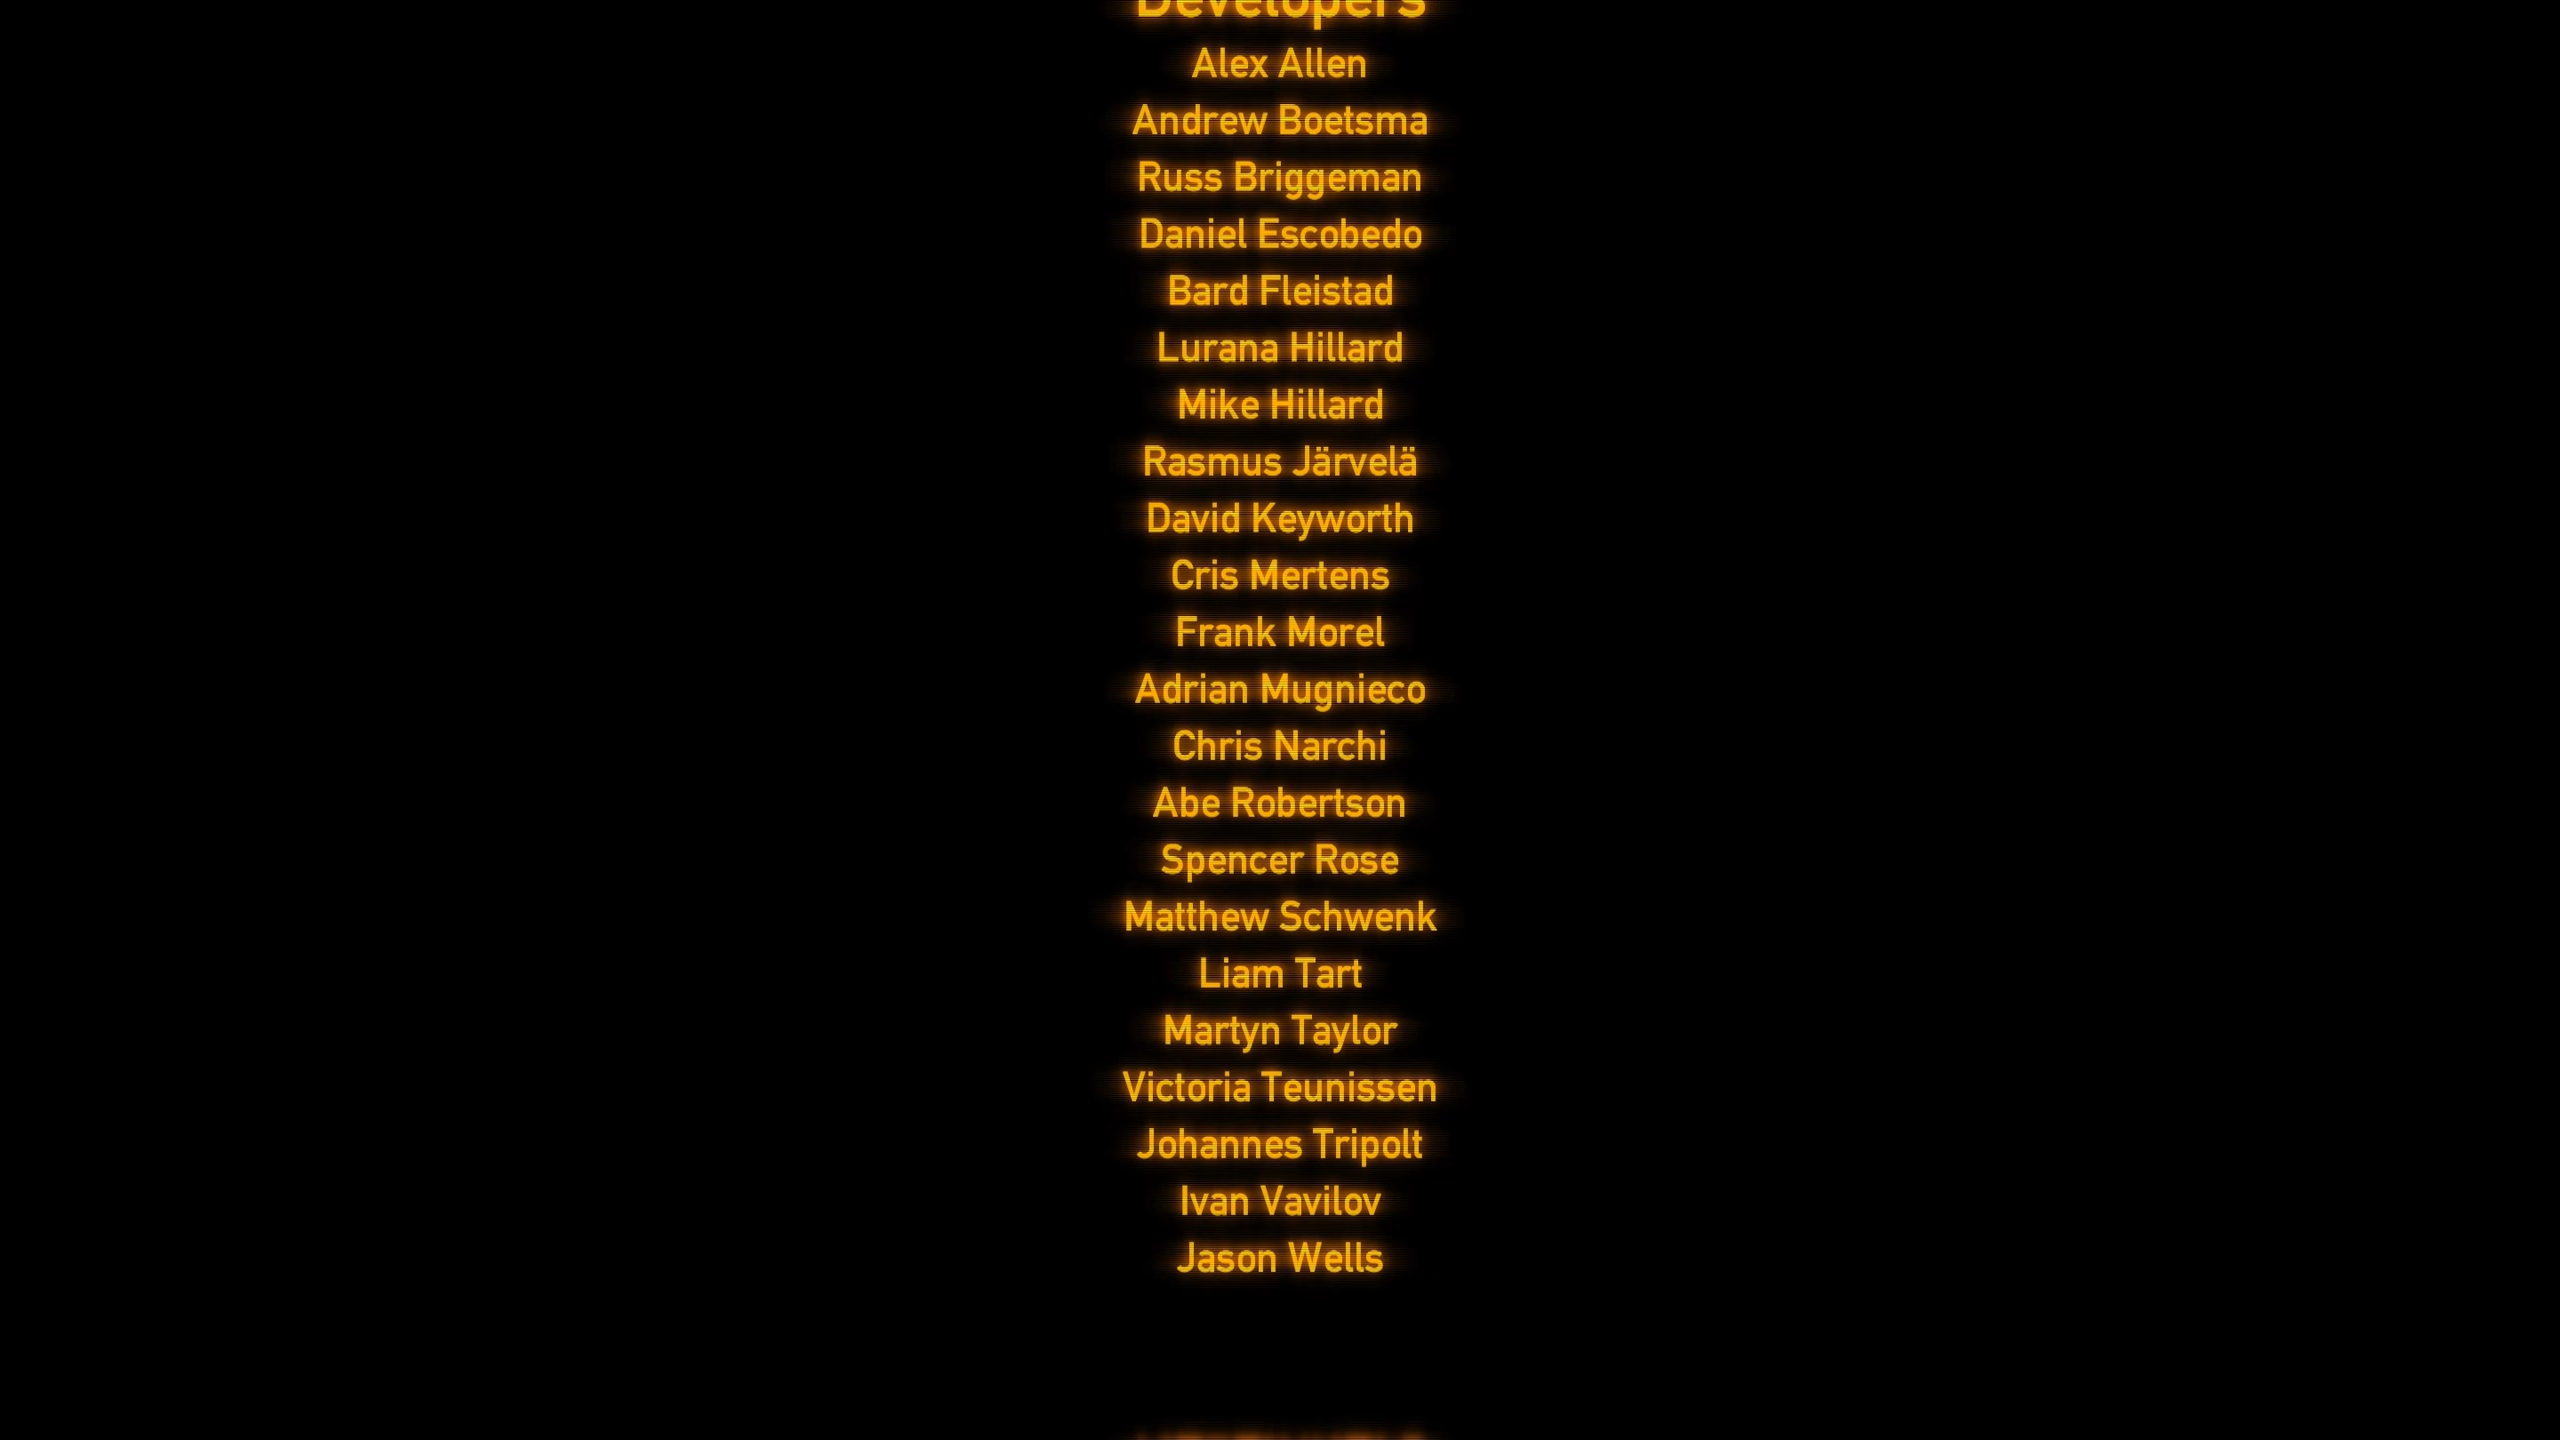 Developers
Alex Allen
Andrew Boetsma
Russ Briggeman
Daniel Escobedo
Bard Fleistad
Lurana Hillard
Mike Hillard
Rasmus Järvelä
David Keyworth
Cris Mertens
Frank Morel
Adrian Mugnieco
Chris Narchi
Abe Robertson
Spencer Rose
Matthew Schwenk
Liam Tart
Martyn Taylor
Victoria Teunissen
Johannes Tripolt
Ivan Vavilov
Jason Wells